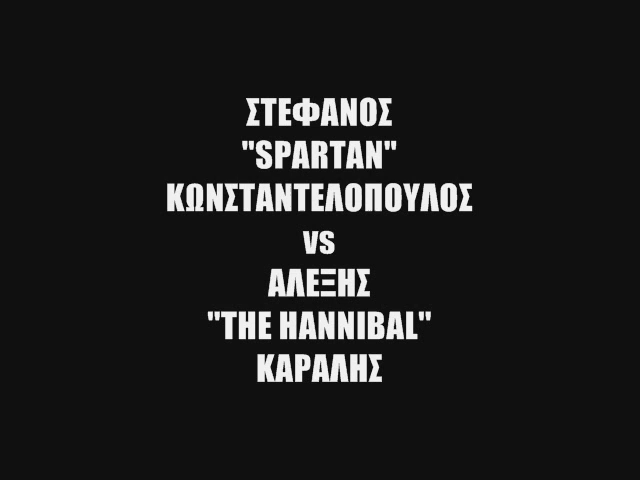 ΣΤΕΦΑΝΟΣ
"SPARTAN"
ΚΩΝΣΤΑΝΤΕΛΟΠΟΥΛΟΣ
VS
ΑΛΕΞΗΣ
"THE HANNIBAL"
ΚΑΡΑΛΗΣ